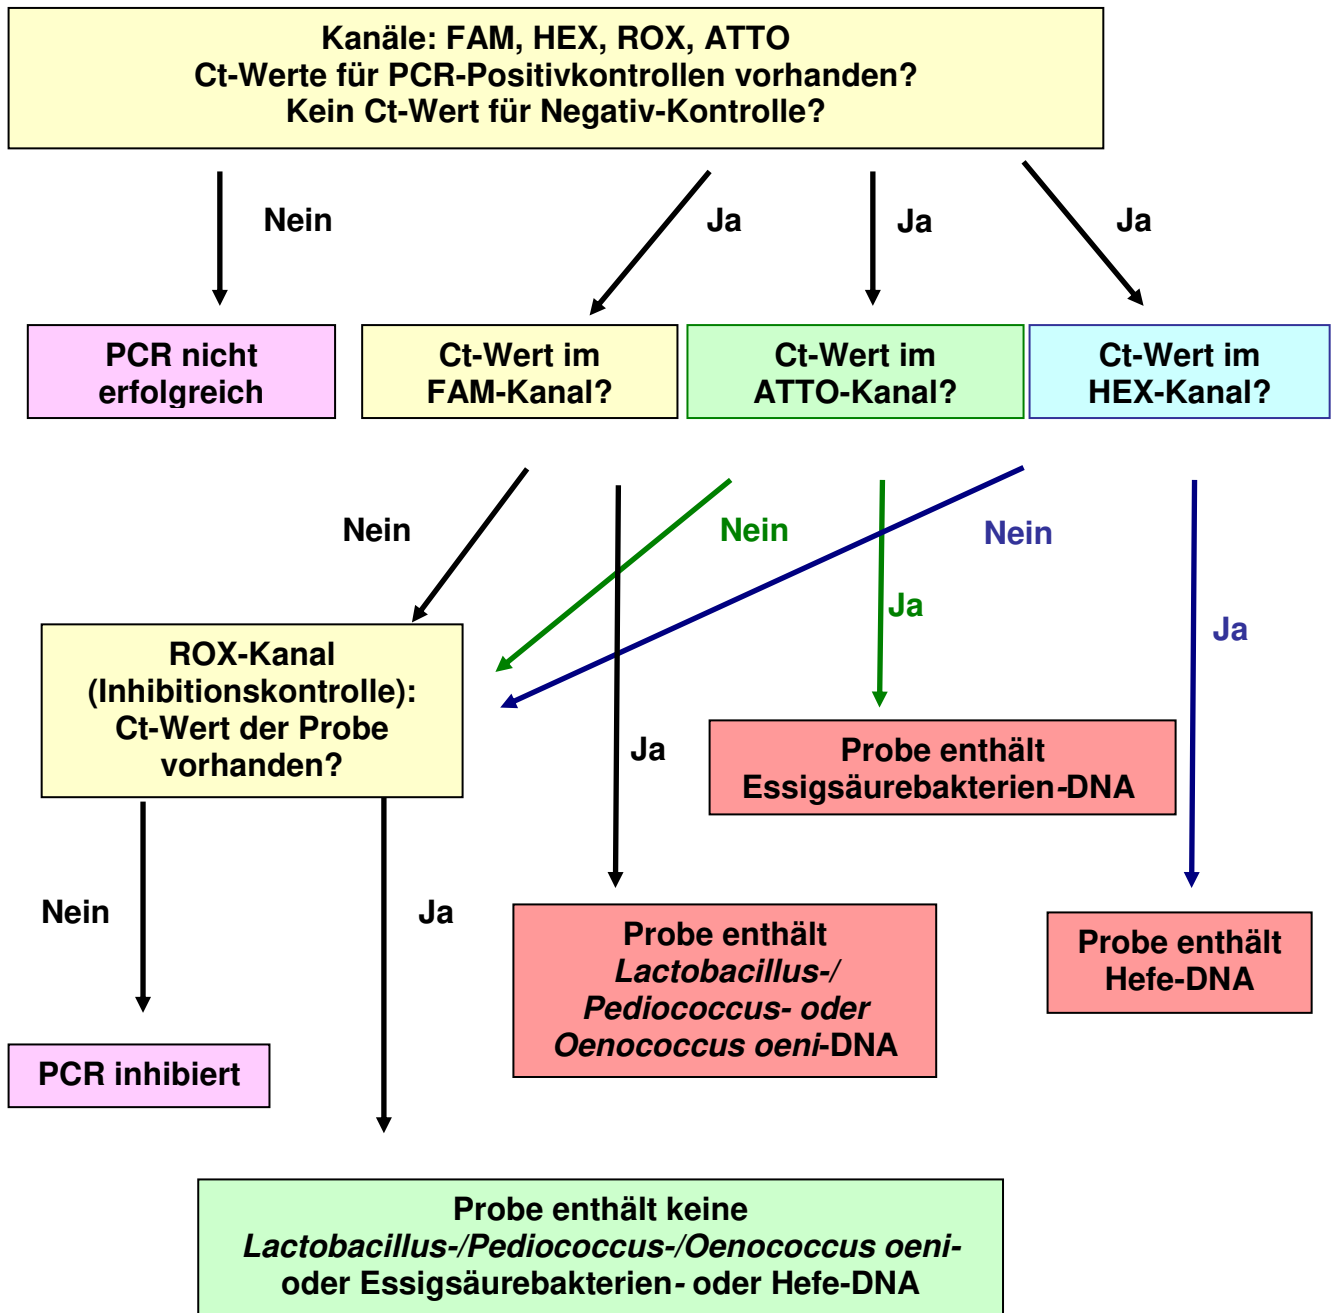 Kanäle: FAM, HEX, ROX, ATTO
Ct-Werte für PCR-Positivkontrollen vorhanden?
Kein Ct-Wert für Negativ-Kontrolle?
Nein
Ja
Ja
Ja
PCR nicht
erfolgreich
Ct-Wert im
FAM-Kanal?
Ct-Wert im
ATTO-Kanal?
Ct-Wert im
HEX-Kanal?
Nein
Nein
Nein
Ja
Ja
ROX-Kanal
(Inhibitionskontrolle):
Ct-Wert der Probe
vorhanden?
Ja
Probe enthält
Essigsäurebakterien-DNA
Nein
Ja
Probe enthält
Lactobacillus-/
Pediococcus- oder
Oenococcus oeni-DNA
Probe enthält
Hefe-DNA
PCR inhibiert
Probe enthält keine
Lactobacillus-/Pediococcus-/Oenococcus oeni-
oder Essigsäurebakterien- oder Hefe-DNA